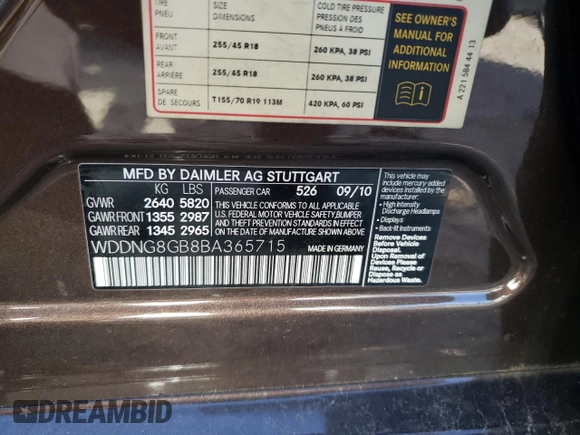 TIRE SIZE COLD TIRE PRESSURE
PNEU DIMENSIONS PRESSION DES PNEUS À FROID
FRONT AVANT 255/45 R18 260 KPA, 38 PSI
REAR ARRIÈRE 255/45 R18 260 KPA, 38 PSI
SPARE DE SECOURS T155/70 R19 113M 420 KPA, 60 PSI
SEE OWNER'S
MANUAL FOR
ADDITIONAL
INFORMATION
A 221 584 44 13
MFD BY DAIMLER AG STUTTGART
KG LBS PASSENGER CAR 526 09/10
GVWR 2640 5820
GAWR FRONT 1355 2987
GAWR REAR 1345 2965
THIS VEHICLE CONFORMS TO ALL APPLICABLE
U.S. FEDERAL MOTOR VEHICLE SAFETY, BUMPER,
AND THEFT PREVENTION STANDARDS IN EFFECT
ON THE DATE OF MANUFACTURE SHOWN ABOVE.
WDDNG8GB8BA365715
This vehicle may include
mercury-added devices
installed by the manufacturer:
• High Intensity
Discharge Headlamps
• Displays
• Back-lit Instruments
Remove Devices
Before Vehicle
Disposal.
Upon Removal of
Devices Please
Reuse, Recycle or
Dispose as
Hazardous Waste.
DREAMBID